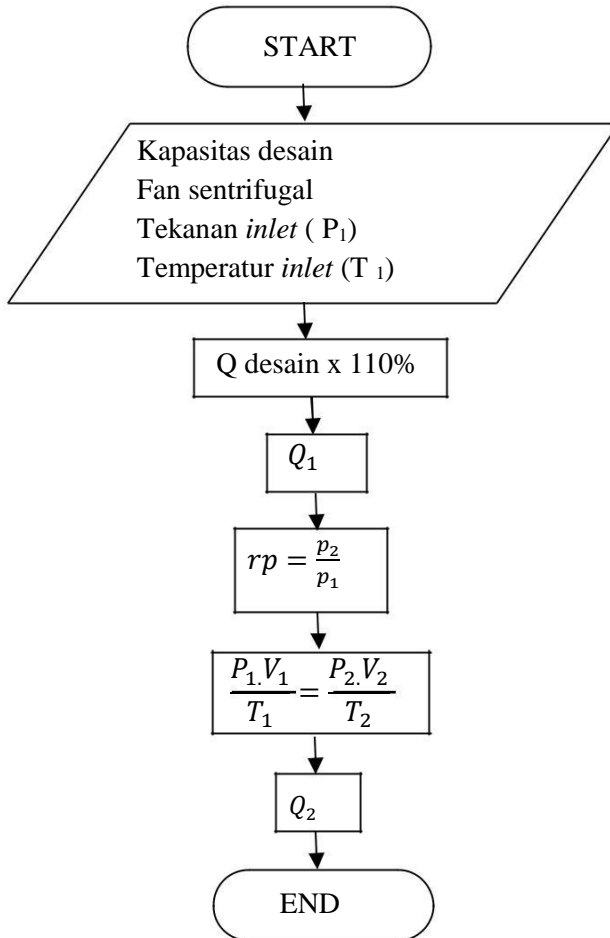 START
Kapasitas desain
Fan sentrifugal
Tekanan inlet ( P₁)
Temperatur inlet (T ₁)
Q desain x 110%
Q₁
rp = p₂/p₁
P₁.V₁/T₁ = P₂.V₂/T₂
Q₂
END